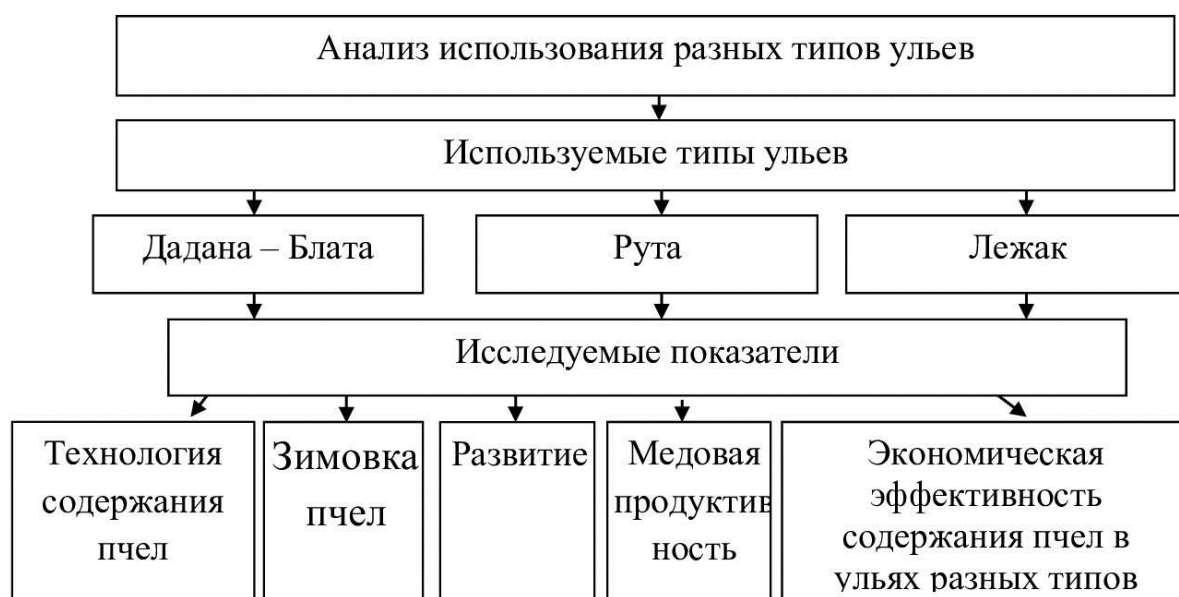 Анализ использования разных типов ульев
Используемые типы ульев
Дадана – Блата
Рута
Лежак
Исследуемые показатели
Технология
содержания
пчел
Зимовка
пчел
Развитие
Медовая
продуктив
ность
Экономическая
эффективность
содержания пчел в
ульях разных типов